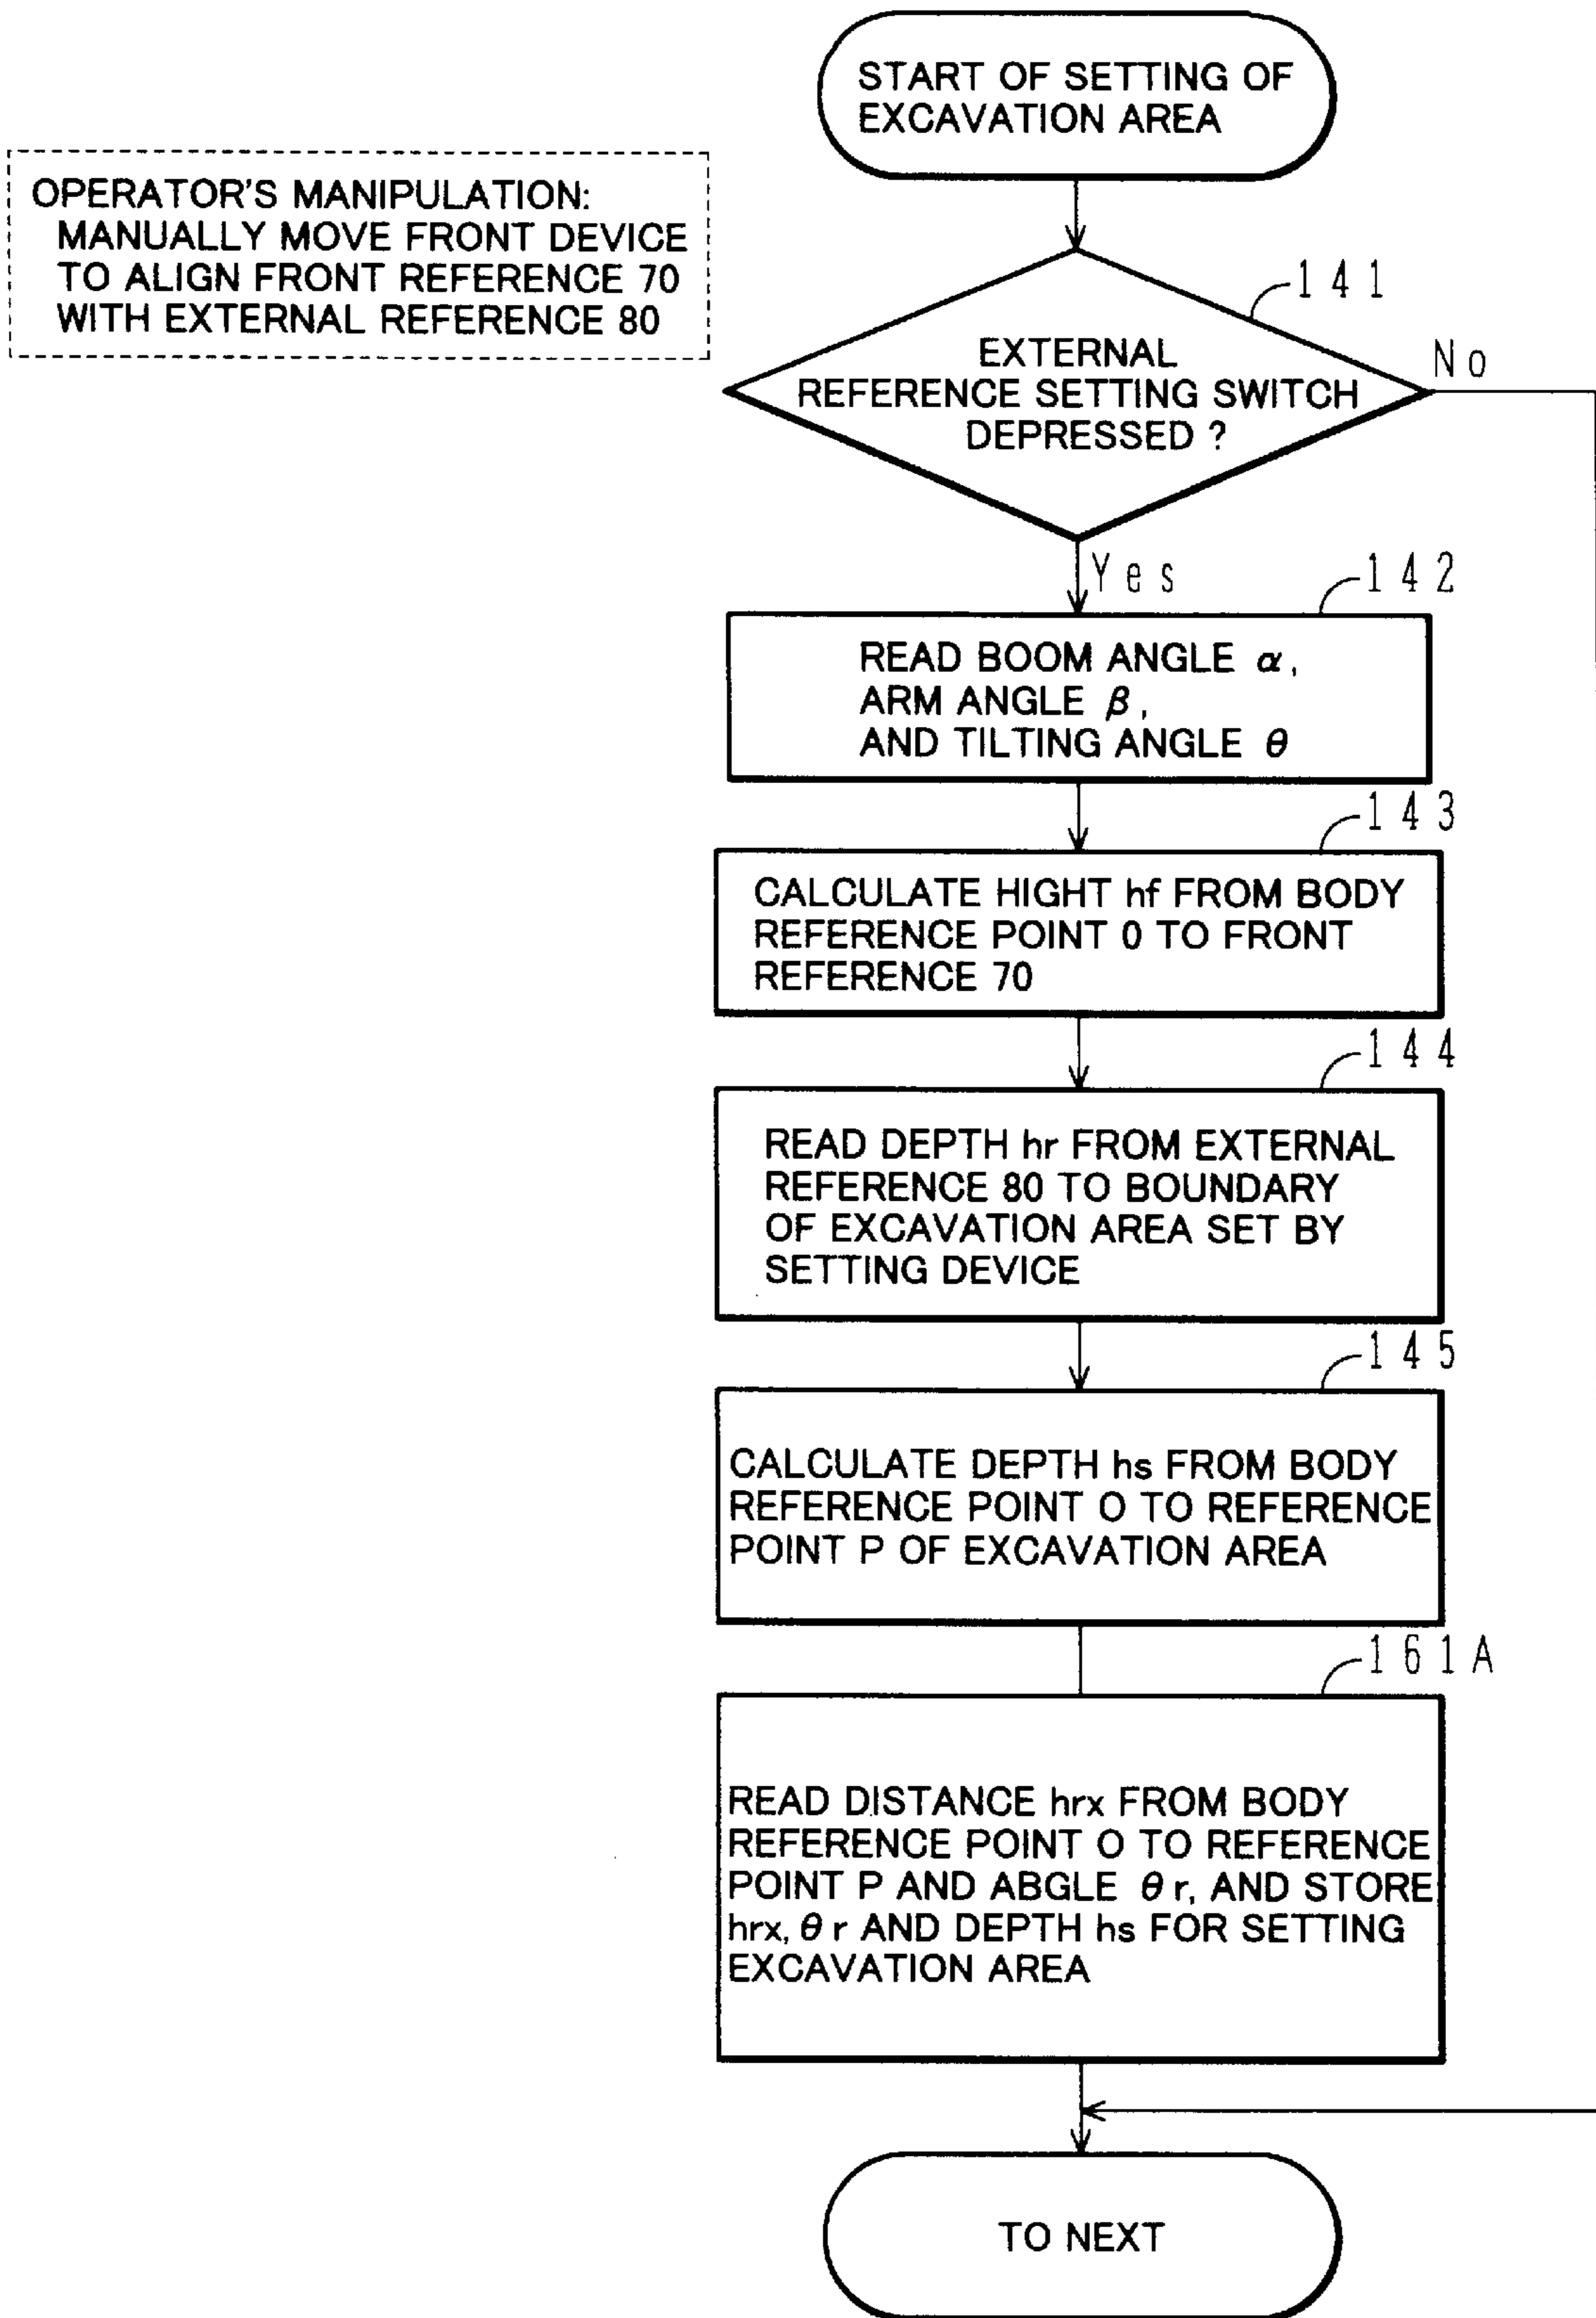 START OF SETTING OF
EXCAVATION AREA
OPERATOR'S MANIPULATION:
MANUALLY MOVE FRONT DEVICE
TO ALIGN FRONT REFERENCE 70
WITH EXTERNAL REFERENCE 80
141
EXTERNAL
REFERENCE SETTING SWITCH
DEPRESSED ?
No
Yes
142
READ BOOM ANGLE α,
ARM ANGLE β,
AND TILTING ANGLE θ
143
CALCULATE HIGHT hf FROM BODY
REFERENCE POINT 0 TO FRONT
REFERENCE 70
144
READ DEPTH hr FROM EXTERNAL
REFERENCE 80 TO BOUNDARY
OF EXCAVATION AREA SET BY
SETTING DEVICE
145
CALCULATE DEPTH hs FROM BODY
REFERENCE POINT O TO REFERENCE
POINT P OF EXCAVATION AREA
161A
READ DISTANCE hrx FROM BODY
REFERENCE POINT O TO REFERENCE
POINT P AND ABGLE θr, AND STORE
hrx, θr AND DEPTH hs FOR SETTING
EXCAVATION AREA
TO NEXT